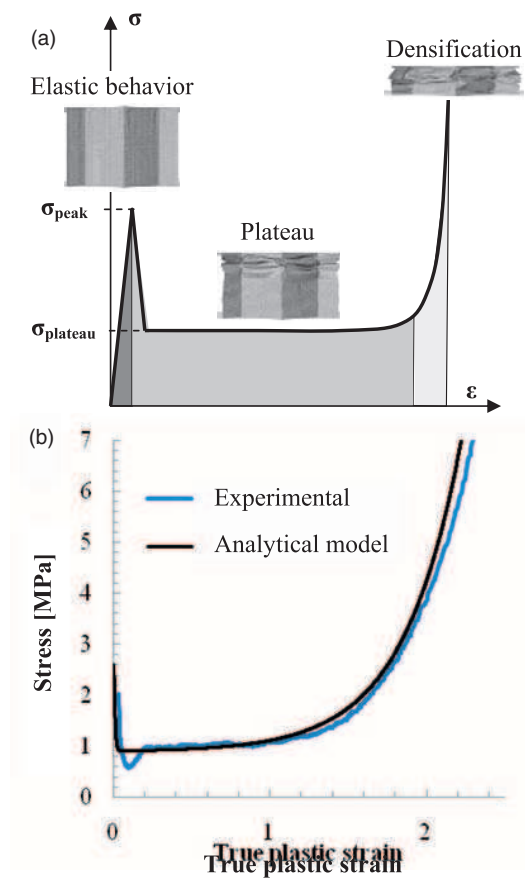 (a)
σ
Densification
Elastic behavior
σpeak
Plateau
σplateau
ε
(b)
7
6
5
4
3
2
1
0
Experimental
Analytical model
Stress [MPa]
0 1 2
True plastic strain
True plastic strain